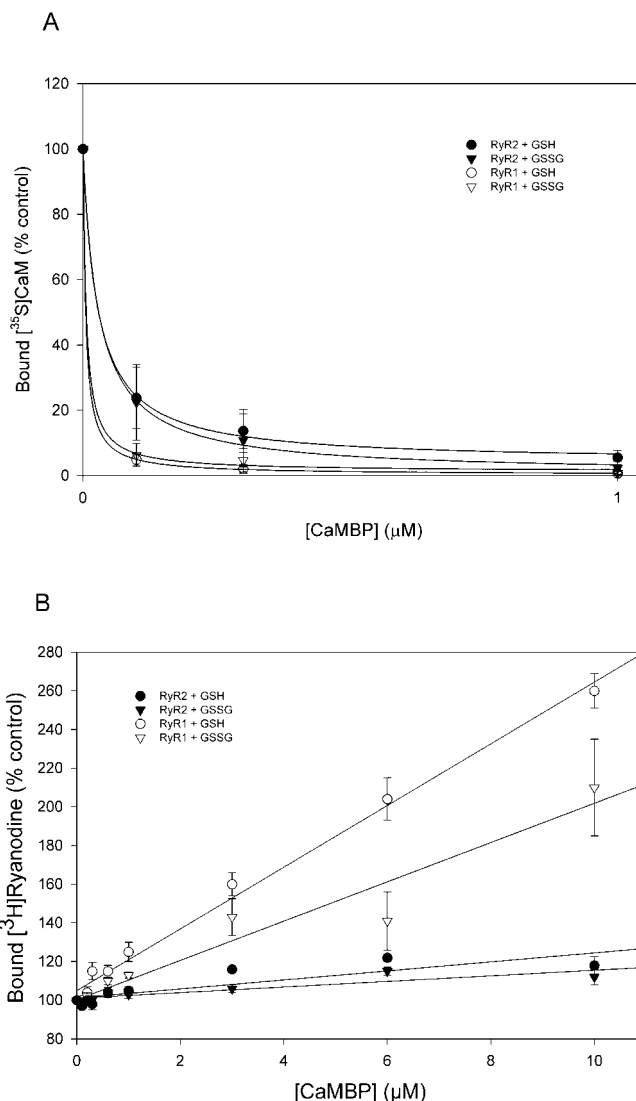 A
120
100
80
60
40
20
0
Bound [³⁵S]CaM (% control)
RyR2 + GSH
RyR2 + GSSG
RyR1 + GSH
RyR1 + GSSG
0
1
[CaMBP] (μM)
B
280
260
240
220
200
180
160
140
120
100
80
Bound [³H]Ryanodine (% control)
RyR2 + GSH
RyR2 + GSSG
RyR1 + GSH
RyR1 + GSSG
0
2
4
6
8
10
[CaMBP] (μM)